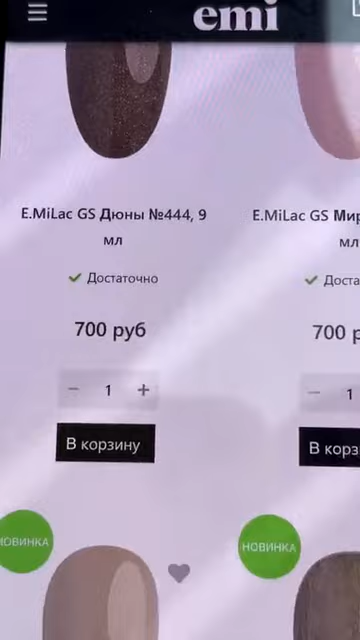 emi
E.MiLac GS Дюны №444, 9
мл
Достаточно
700 руб
− 1 +
В корзину
E.MiLac GS Мир
мл
Доста
700 р
− 1
В корз
НОВИНКА
НОВИНКА